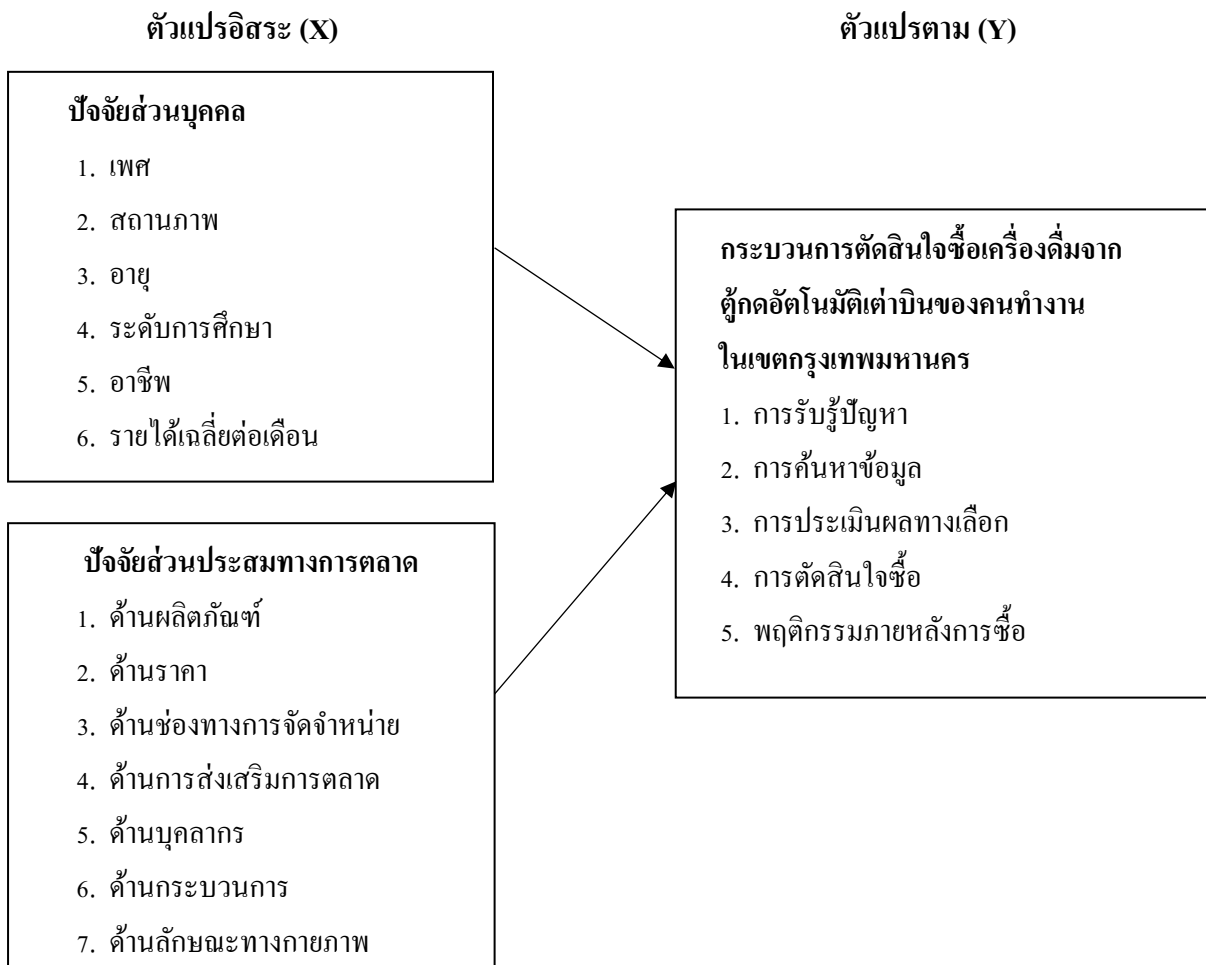 ตัวแปรอิสระ (X)
ตัวแปรตาม (Y)
ปัจจัยส่วนบุคคล
1. เพศ
2. สถานภาพ
3. อายุ
4. ระดับการศึกษา
5. อาชีพ
6. รายได้เฉลี่ยต่อเดือน
ปัจจัยส่วนประสมทางการตลาด
1. ด้านผลิตภัณฑ์
2. ด้านราคา
3. ด้านช่องทางการจัดจำหน่าย
4. ด้านการส่งเสริมการตลาด
5. ด้านบุคลากร
6. ด้านกระบวนการ
7. ด้านลักษณะทางกายภาพ
กระบวนการตัดสินใจซื้อเครื่องดื่มจาก
ตู้กดอัตโนมัติเต่าบินของคนทำงาน
ในเขตกรุงเทพมหานคร
1. การรับรู้ปัญหา
2. การค้นหาข้อมูล
3. การประเมินผลทางเลือก
4. การตัดสินใจซื้อ
5. พฤติกรรมภายหลังการซื้อ